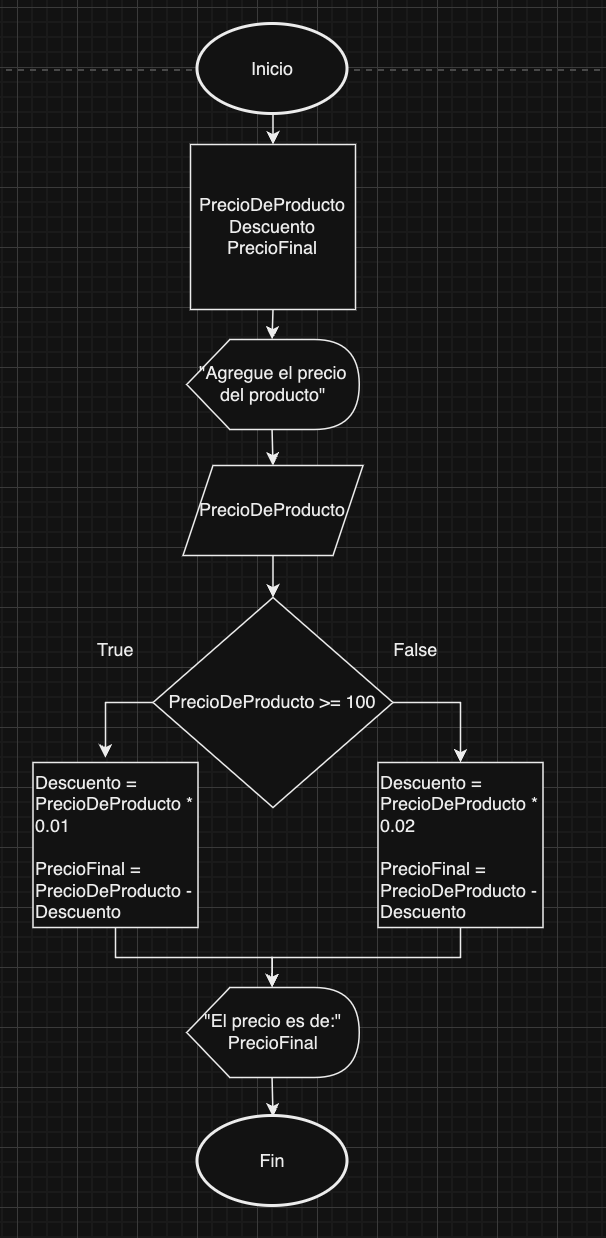 Inicio
PrecioDeProducto
Descuento
PrecioFinal
"Agregue el precio
del producto"
PrecioDeProducto
True
False
PrecioDeProducto >= 100
Descuento =
PrecioDeProducto *
0.01
PrecioFinal =
PrecioDeProducto -
Descuento
Descuento =
PrecioDeProducto *
0.02
PrecioFinal =
PrecioDeProducto -
Descuento
"El precio es de:"
PrecioFinal
Fin